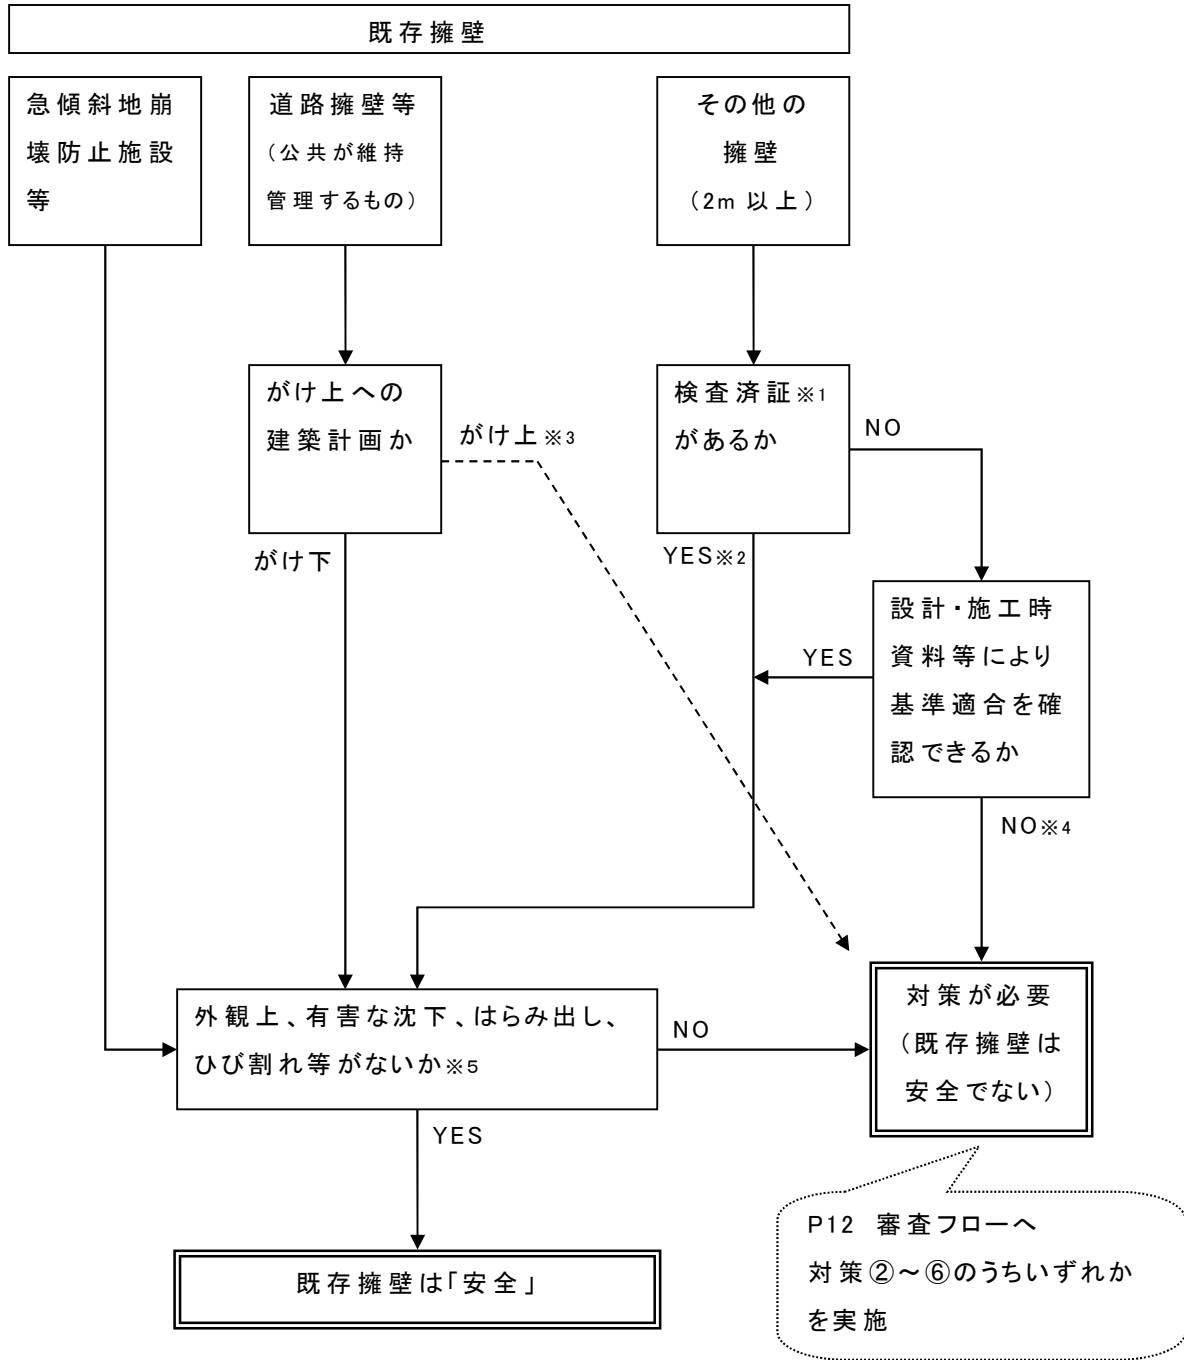 既存擁壁
急傾斜地崩
壊防止施設
等
道路擁壁等
（公共が維持
管理するもの）
その他の
擁壁
（2m 以上）
がけ上への
建築計画か
がけ上※3
検査済証※1
があるか
NO
がけ下
YES※2
設計・施工時
資料等により
基準適合を確
認できるか
YES
NO※4
外観上、有害な沈下、はらみ出し、
ひび割れ等がないか※5
NO
対策が必要
（既存擁壁は
安全でない）
YES
P12 審査フローへ
対策②～⑥のうちいずれか
を実施
既存擁壁は「安全」